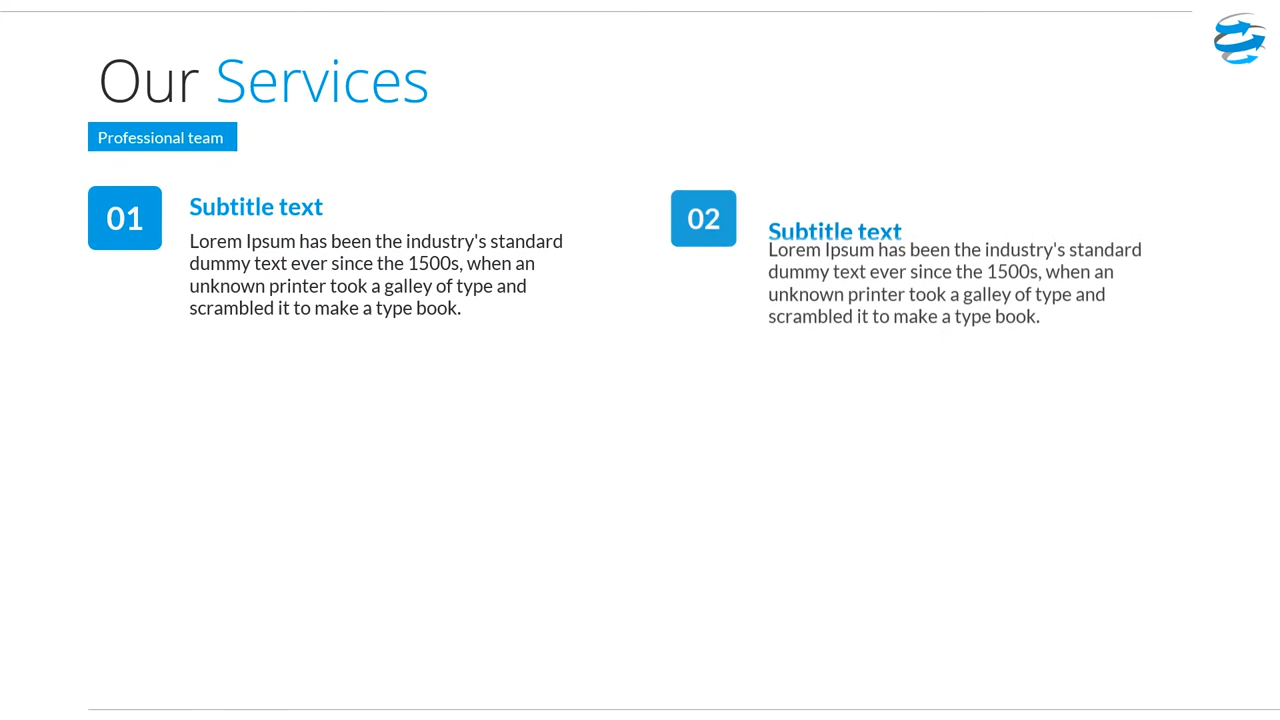 Our Services
Professional team
01
Subtitle text
Lorem Ipsum has been the industry's standard
dummy text ever since the 1500s, when an
unknown printer took a galley of type and
scrambled it to make a type book.
02
Subtitle text
Lorem Ipsum has been the industry's standard
dummy text ever since the 1500s, when an
unknown printer took a galley of type and
scrambled it to make a type book.